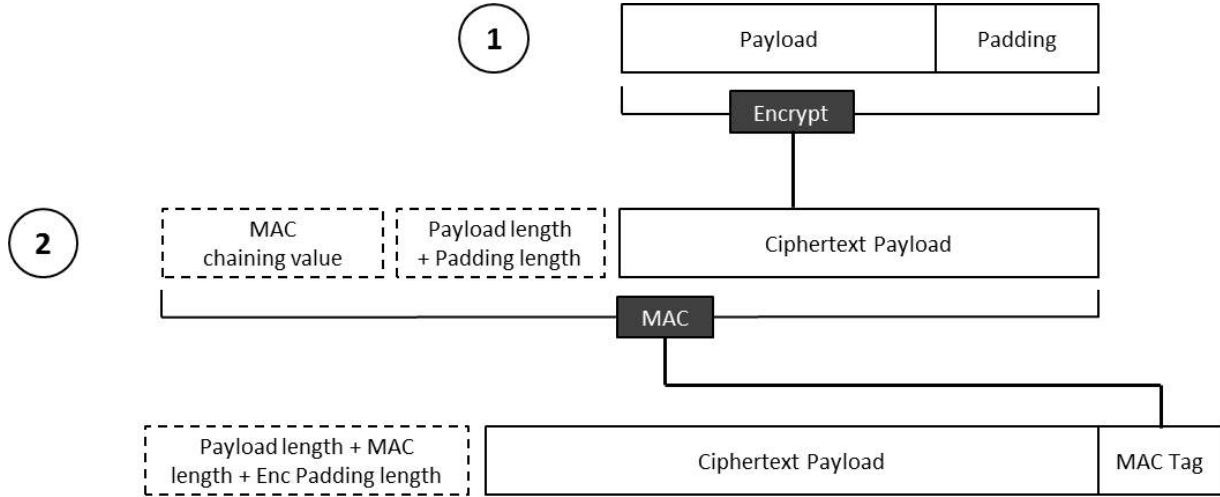 1
Payload
Padding
Encrypt
2
MAC
chaining value
Payload length
+ Padding length
Ciphertext Payload
MAC
Payload length + MAC
length + Enc Padding length
Ciphertext Payload
MAC Tag